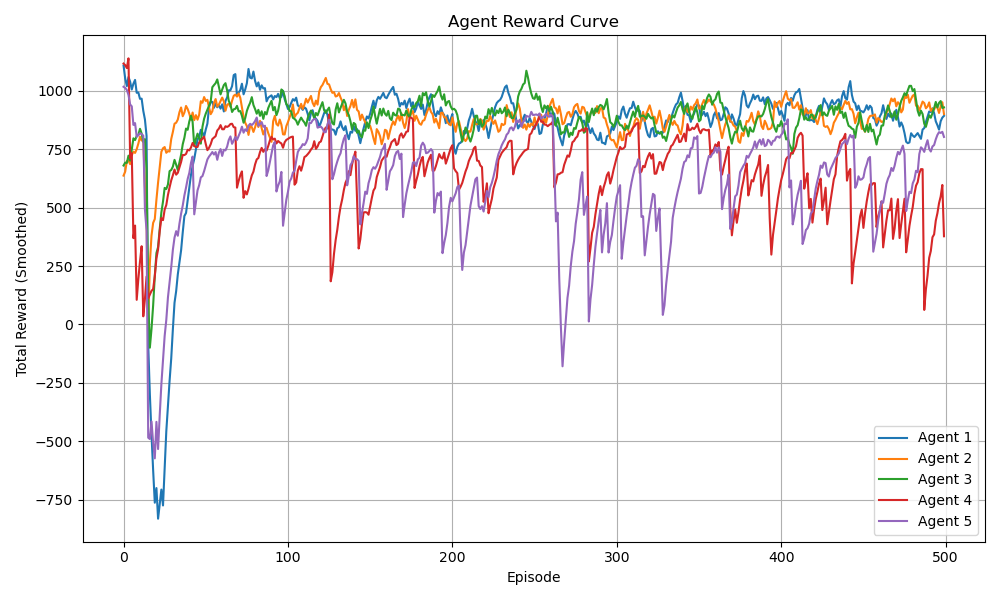 Agent Reward Curve
Total Reward (Smoothed)
1000
750
500
250
0
−250
−500
−750
0
100
200
300
400
500
Episode
Agent 1
Agent 2
Agent 3
Agent 4
Agent 5